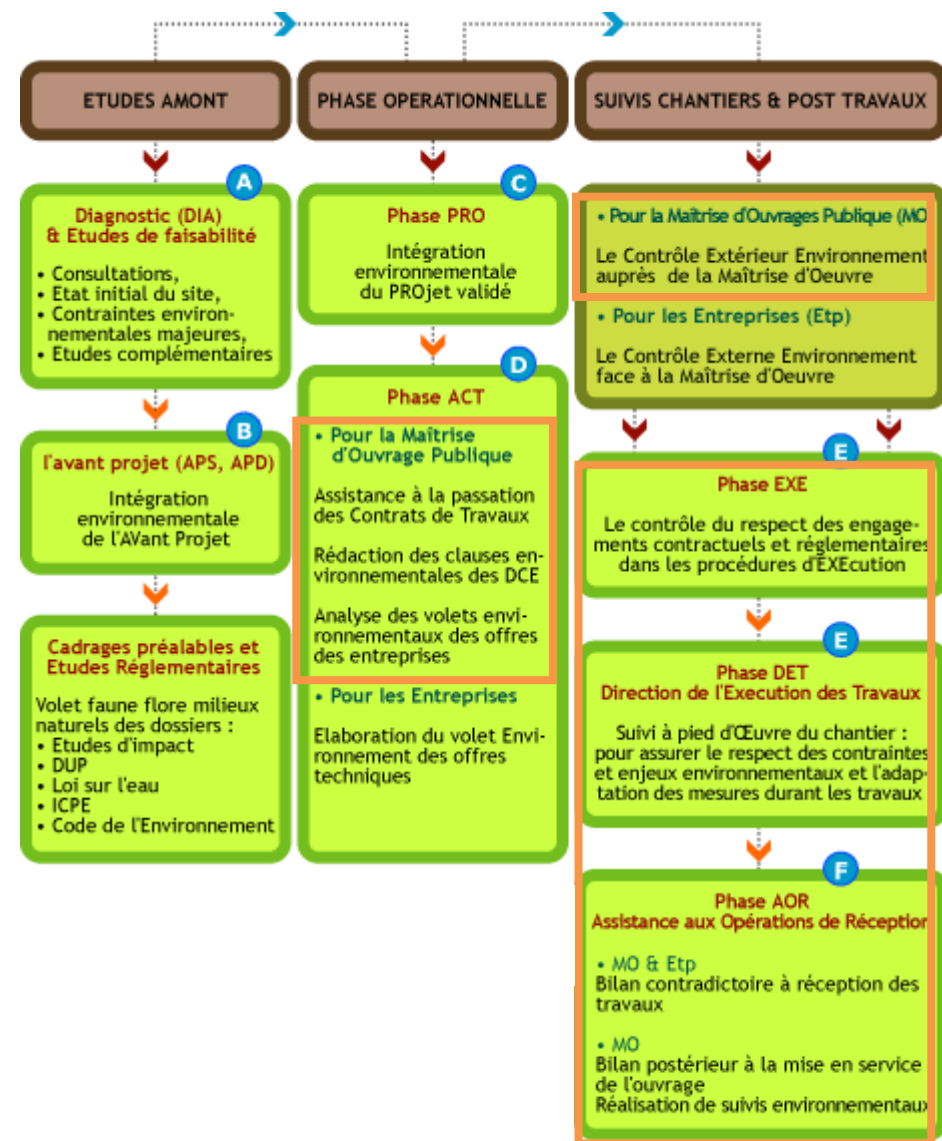 ETUDES AMONT
A
Diagnostic (DIA)
& Etudes de faisabilité
• Consultations,
• Etat initial du site,
• Contraintes environ-
nementales majeures,
• Etudes complémentaires
B
l'avant projet (APS, APD)
Intégration
environnementale
de l'AVant Projet
Cadrages préalables et
Etudes Réglementaires
Volet faune flore milieux
naturels des dossiers :
• Etudes d'impact
• DUP
• Loi sur l'eau
• ICPE
• Code de l'Environnement
PHASE OPERATIONNELLE
C
Phase PRO
Intégration
environnementale
du PROjet validé
D
Phase ACT
• Pour la Maîtrise
d'Ouvrage Publique
Assistance à la passation
des Contrats de Travaux
Rédaction des clauses en-
vironnementales des DCE
Analyse des volets envi-
ronnementaux des offres
des entreprises
• Pour les Entreprises
Elaboration du volet Envi-
ronnement des offres
techniques
SUIVIS CHANTIERS & POST TRAVAUX
• Pour la Maîtrise d'Ouvrages Publique (MO
Le Contrôle Extérieur Environnement
auprès de la Maîtrise d'Oeuvre
• Pour les Entreprises (Etp)
Le Contrôle Externe Environnement
face à la Maîtrise d'Oeuvre
E
Phase EXE
Le contrôle du respect des engage-
ments contractuels et réglementaires
dans les procédures d'EXEcution
E
Phase DET
Direction de l'Execution des Travaux
Suivi à pied d'Œuvre du chantier :
pour assurer le respect des contraintes
et enjeux environnementaux et l'adap-
tation des mesures durant les travaux
F
Phase AOR
Assistance aux Opérations de Réception
• MO & Etp
Bilan contradictoire à réception des
travaux
• MO
Bilan postérieur à la mise en service
de l'ouvrage
Réalisation de suivis environnementaux